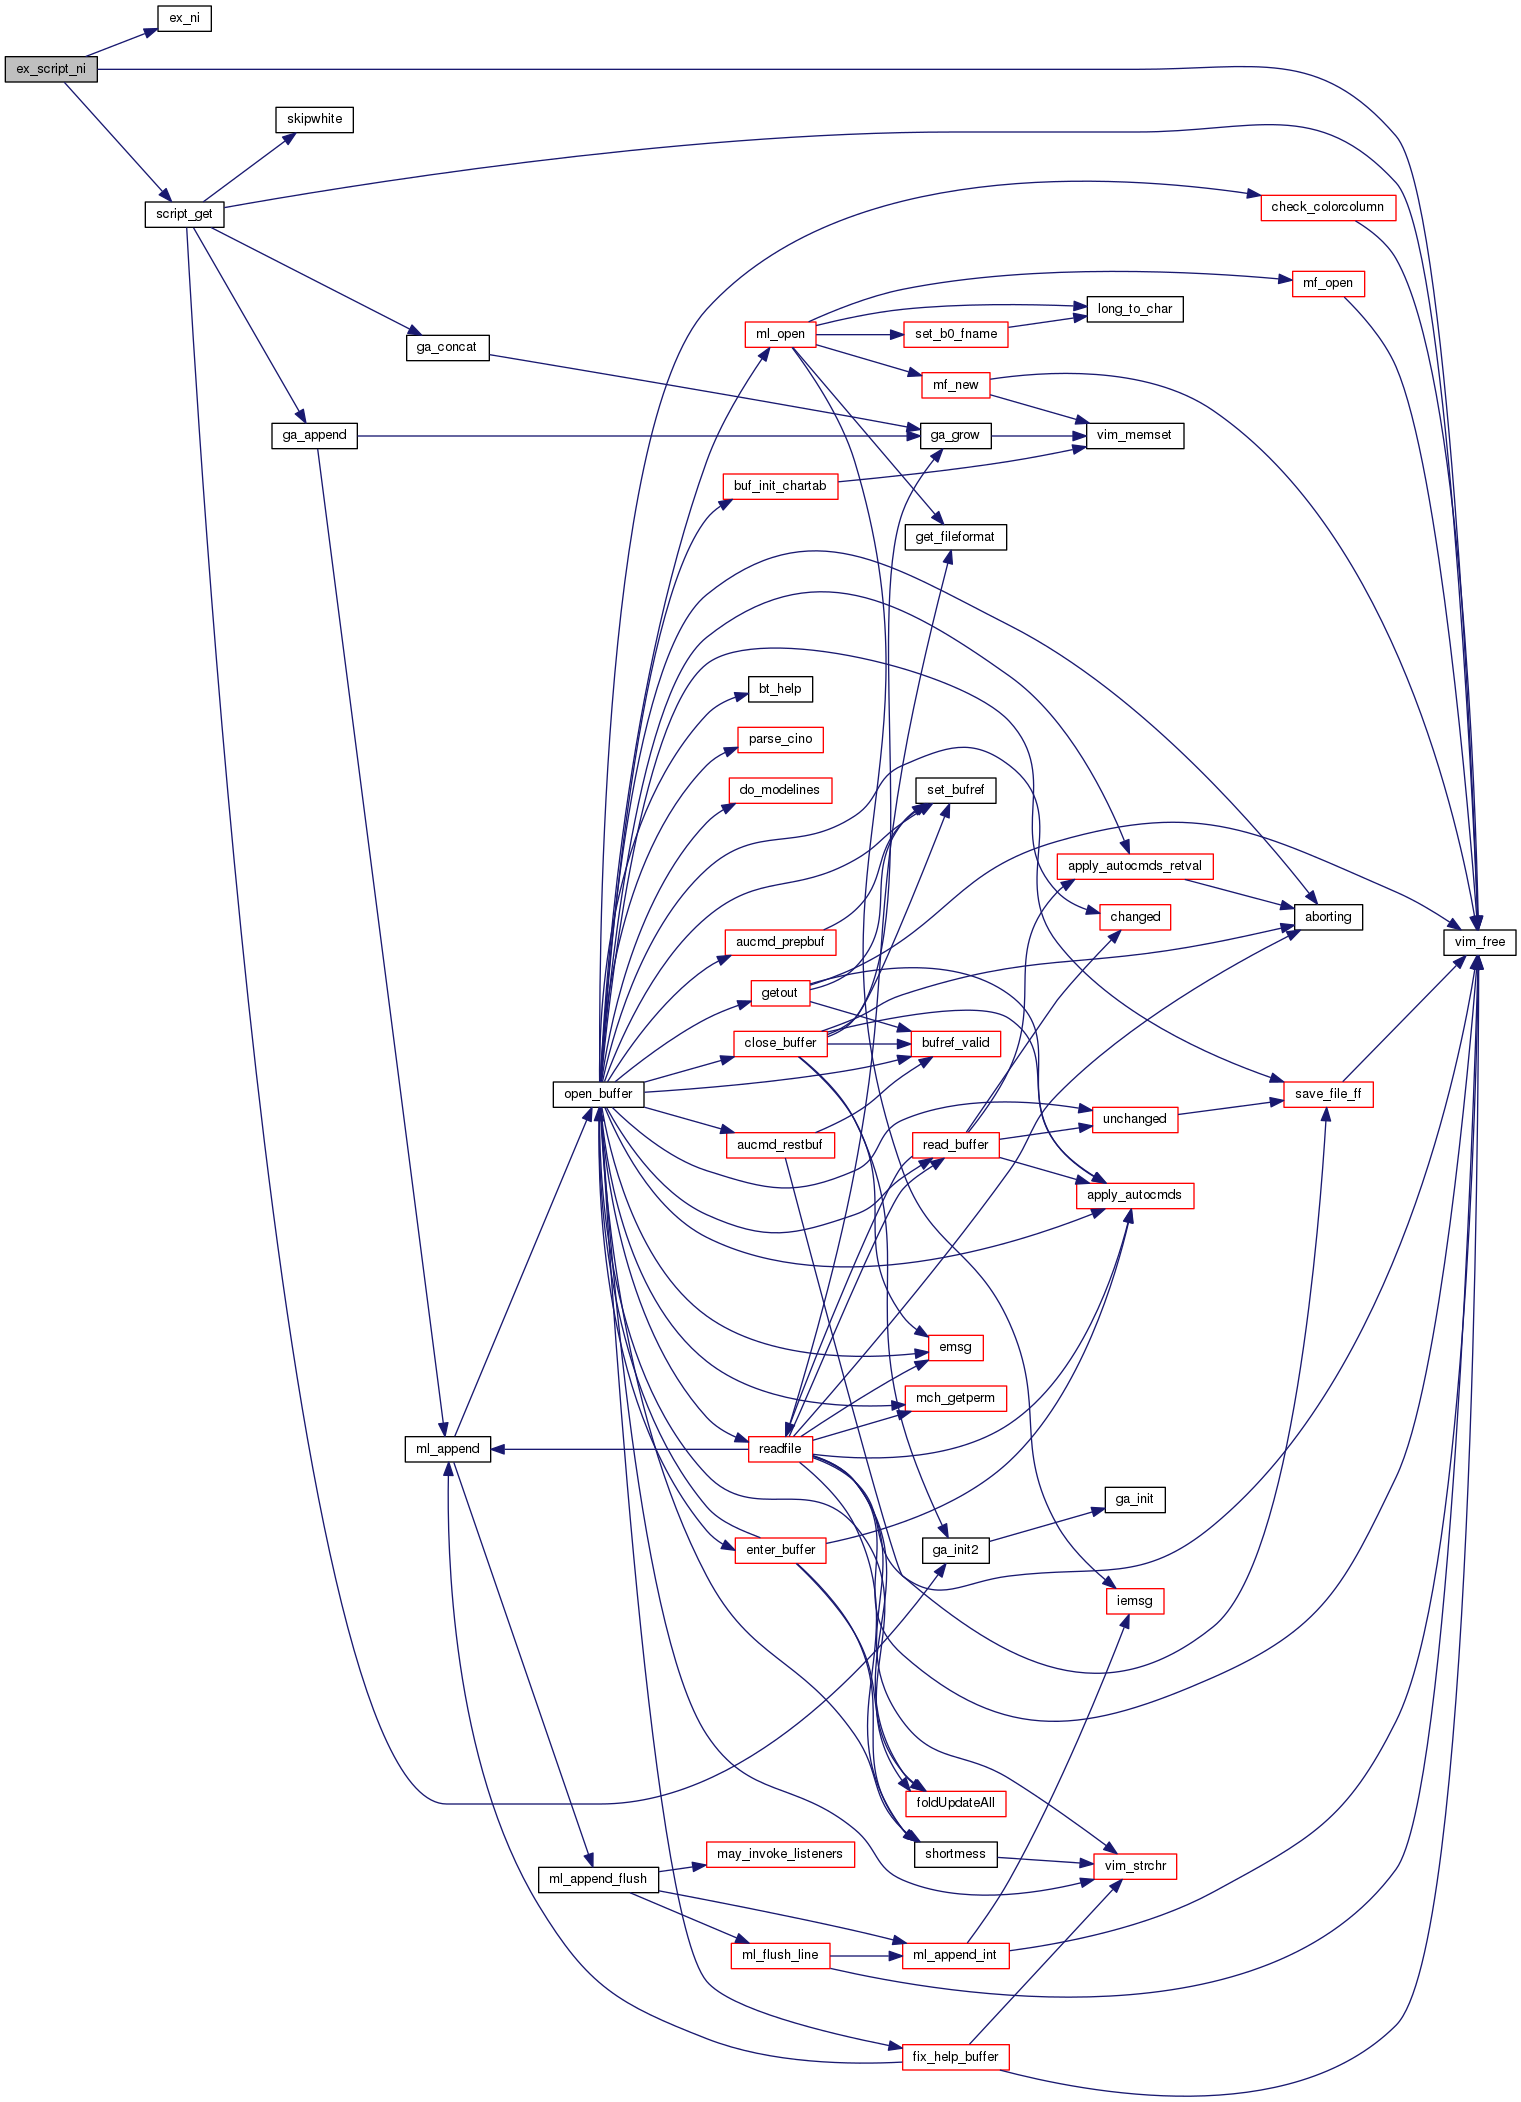 ex_ni
ex_script_ni
skipwhite
script_get
check_colorcolumn
mf_open
long_to_char
ml_open
set_b0_fname
ga_concat
mf_new
ga_append
ga_grow
vim_memset
buf_init_chartab
get_fileformat
bt_help
parse_cino
do_modelines
set_bufref
apply_autocmds_retval
changed
aborting
aucmd_prepbuf
vim_free
getout
close_buffer
bufref_valid
open_buffer
save_file_ff
unchanged
aucmd_restbuf
read_buffer
apply_autocmds
emsg
mch_getperm
ml_append
readfile
ga_init
enter_buffer
ga_init2
iemsg
foldUpdateAll
may_invoke_listeners
shortmess
vim_strchr
ml_append_flush
ml_flush_line
ml_append_int
fix_help_buffer